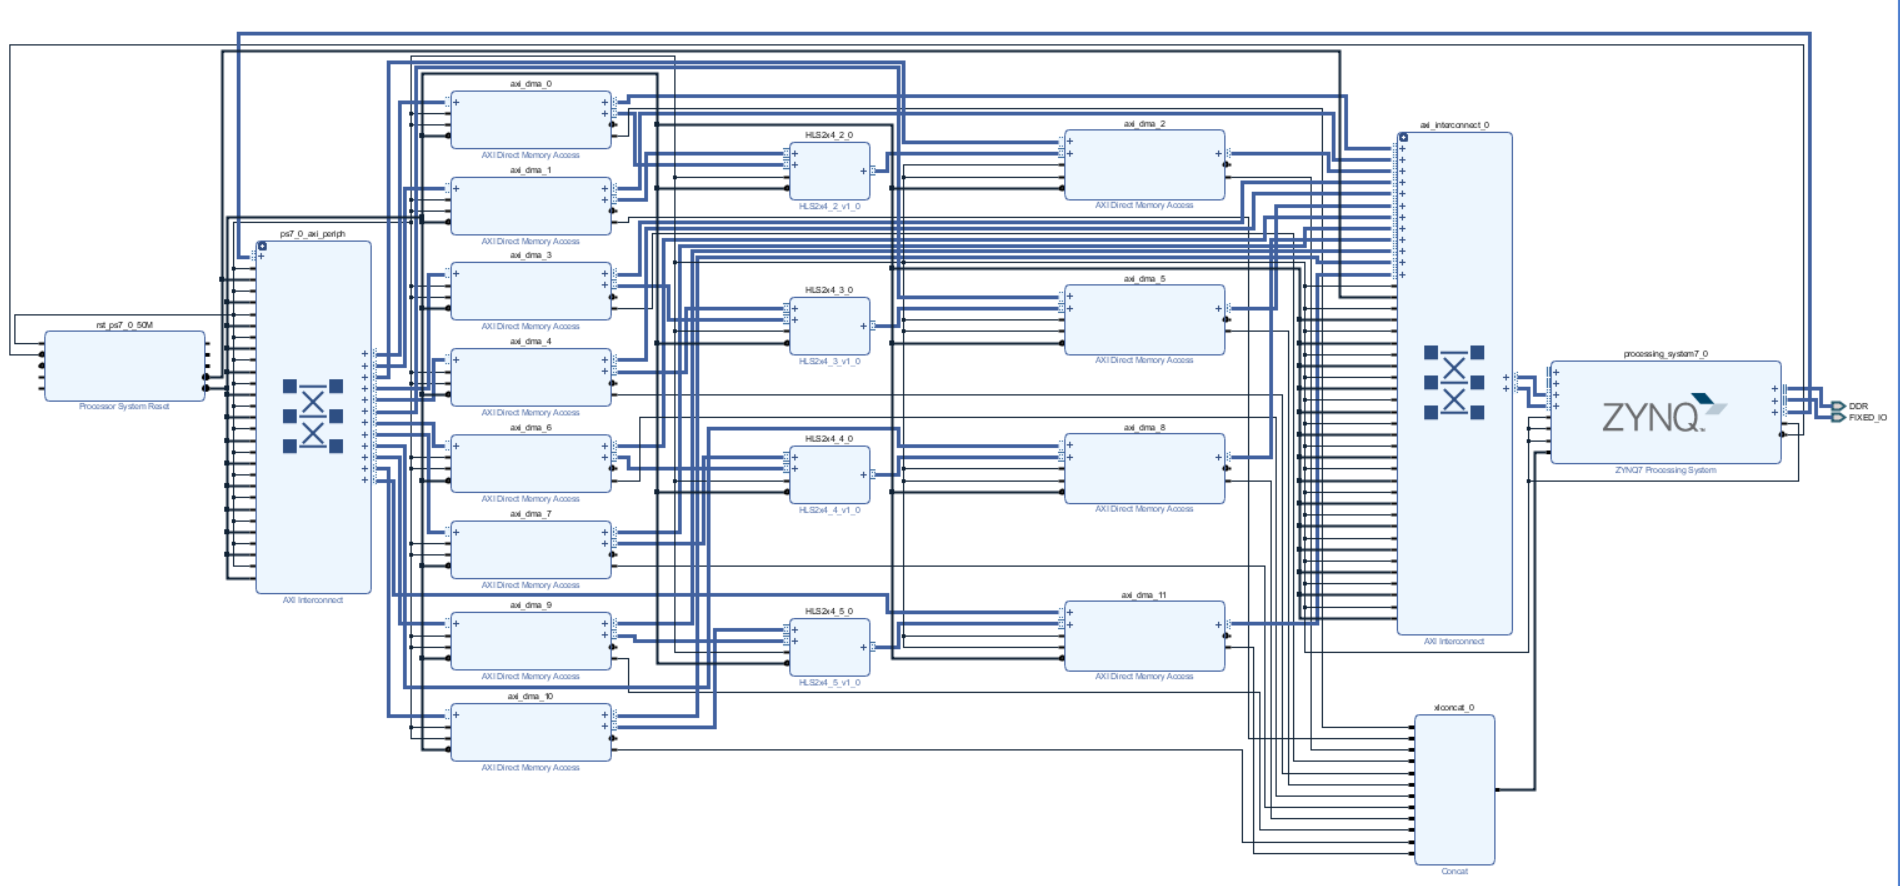 axi_dma_0
AXI Direct Memory Access
axi_dma_1
AXI Direct Memory Access
axi_dma_3
AXI Direct Memory Access
axi_dma_4
AXI Direct Memory Access
axi_dma_6
AXI Direct Memory Access
axi_dma_7
AXI Direct Memory Access
axi_dma_9
AXI Direct Memory Access
axi_dma_10
AXI Direct Memory Access
ps7_0_axi_periph
AXI Interconnect
rst_ps7_0_50M
Processor System Reset
HLS2x4_2_0
HLS2x4_2_v1_0
HLS2x4_3_0
HLS2x4_3_v1_0
HLS2x4_4_0
HLS2x4_4_v1_0
HLS2x4_5_0
HLS2x4_5_v1_0
axi_dma_2
AXI Direct Memory Access
axi_dma_5
AXI Direct Memory Access
axi_dma_8
AXI Direct Memory Access
axi_dma_11
AXI Direct Memory Access
axi_interconnect_0
AXI Interconnect
processing_system7_0
ZYNQ
ZYNQ7 Processing System
DDR
FIXED_IO
xlconcat_0
Concat